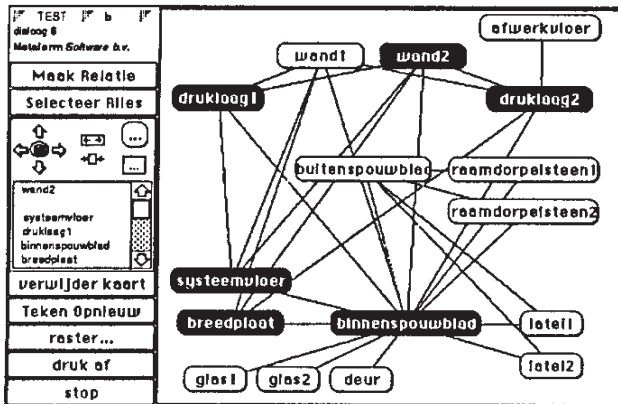 TEST b
dialoog 6
Metaform Software b.v.
Maak Relatie
Selecteer Alles
...
...
wand2
systeemvloer
druklaag1
binnenspouwblad
breedplaat
verwijder kaart
Teken Opnieuw
raster...
druk af
stop
afwerkvloer
wand1
wand2
druklaag1
druklaag2
buitenspouwblad
raamdorpelsteen1
raamdorpelsteen2
systeemvloer
breedplaat
binnenspouwblad
latei1
latei2
glas1
glas2
deur